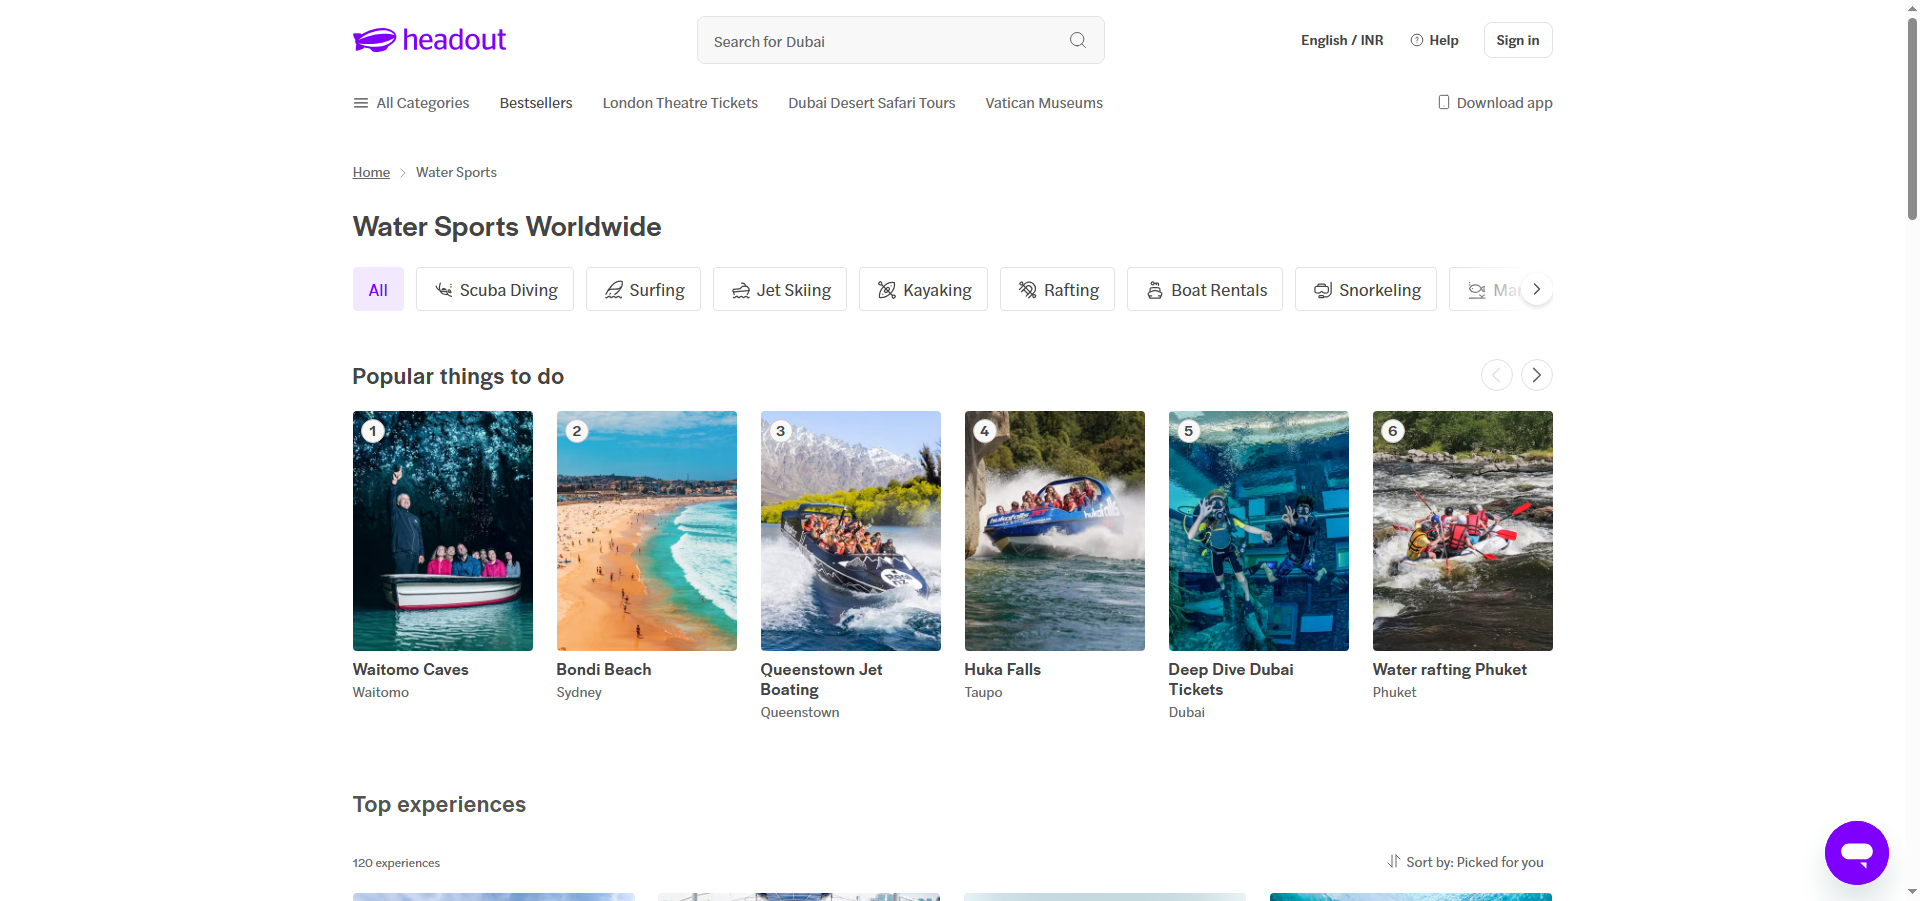 headout
Search for Dubai
English / INR
Help
Sign in
All Categories
Bestsellers
London Theatre Tickets
Dubai Desert Safari Tours
Vatican Museums
Download app
Home
Water Sports
Water Sports Worldwide
All
Scuba Diving
Surfing
Jet Skiing
Kayaking
Rafting
Boat Rentals
Snorkeling
Popular things to do
1
2
3
4
5
6
Waitomo Caves
Waitomo
Bondi Beach
Sydney
Queenstown Jet
Boating
Queenstown
Huka Falls
Taupo
Deep Dive Dubai
Tickets
Dubai
Water rafting Phuket
Phuket
Top experiences
120 experiences
Sort by: Picked for you